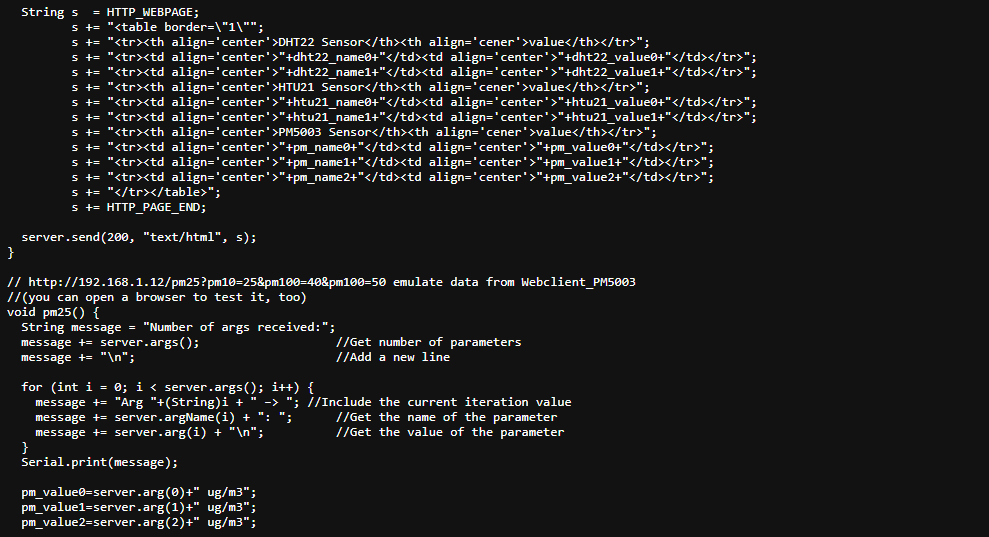 String s  = HTTP_WEBPAGE;
s += "<table border=\"1\"";
s += "<tr><th align='center'>DHT22 Sensor</th><th align='cener'>value</th></tr>";
s += "<tr><td align='center'>"+dht22_name0+"</td><td align='center'>"+dht22_value0+"</td></tr>";
s += "<tr><td align='center'>"+dht22_name1+"</td><td align='center'>"+dht22_value1+"</td></tr>";
s += "<tr><th align='center'>HTU21 Sensor</th><th align='cener'>value</th></tr>";
s += "<tr><td align='center'>"+htu21_name0+"</td><td align='center'>"+htu21_value0+"</td></tr>";
s += "<tr><td align='center'>"+htu21_name1+"</td><td align='center'>"+htu21_value1+"</td></tr>";
s += "<tr><th align='center'>PM5003 Sensor</th><th align='cener'>value</th></tr>";
s += "<tr><td align='center'>"+pm_name0+"</td><td align='center'>"+pm_value0+"</td></tr>";
s += "<tr><td align='center'>"+pm_name1+"</td><td align='center'>"+pm_value1+"</td></tr>";
s += "<tr><td align='center'>"+pm_name2+"</td><td align='center'>"+pm_value2+"</td></tr>";
s += "</tr></table>";
s += HTTP_PAGE_END;
server.send(200, "text/html", s);
}
// http://192.168.1.12/pm25?pm10=25&pm100=40&pm100=50 emulate data from Webclient_PM5003
//(you can open a browser to test it, too)
void pm25() {
String message = "Number of args received:";
message += server.args();                   //Get number of parameters
message += "\n";                            //Add a new line
for (int i = 0; i < server.args(); i++) {
message += "Arg "+(String)i + " -> "; //Include the current iteration value
message += server.argName(i) + ": ";      //Get the name of the parameter
message += server.arg(i) + "\n";          //Get the value of the parameter
}
Serial.print(message);
pm_value0=server.arg(0)+" ug/m3";
pm_value1=server.arg(1)+" ug/m3";
pm_value2=server.arg(2)+" ug/m3";